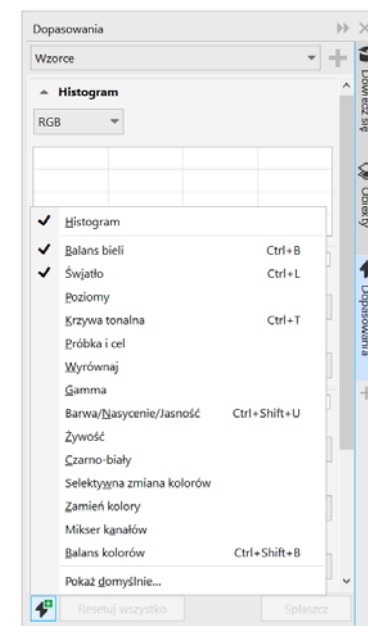 Dopasowania
Wzorce
Histogram
RGB
Histogram
Balans bieli Ctrl+B
Światło Ctrl+L
Poziomy
Krzywa tonalna Ctrl+T
Próbka i cel
Wyrównaj
Gamma
Barwa/Nasycenie/Jasność Ctrl+Shift+U
Żywość
Czarno-biały
Selektywna zmiana kolorów
Zamień kolory
Mikser kanałów
Balans kolorów Ctrl+Shift+B
Pokaż domyślnie...
Resetuj wszystko Spłaszcz
Dowiedz się
Obiekty
Dopasowania